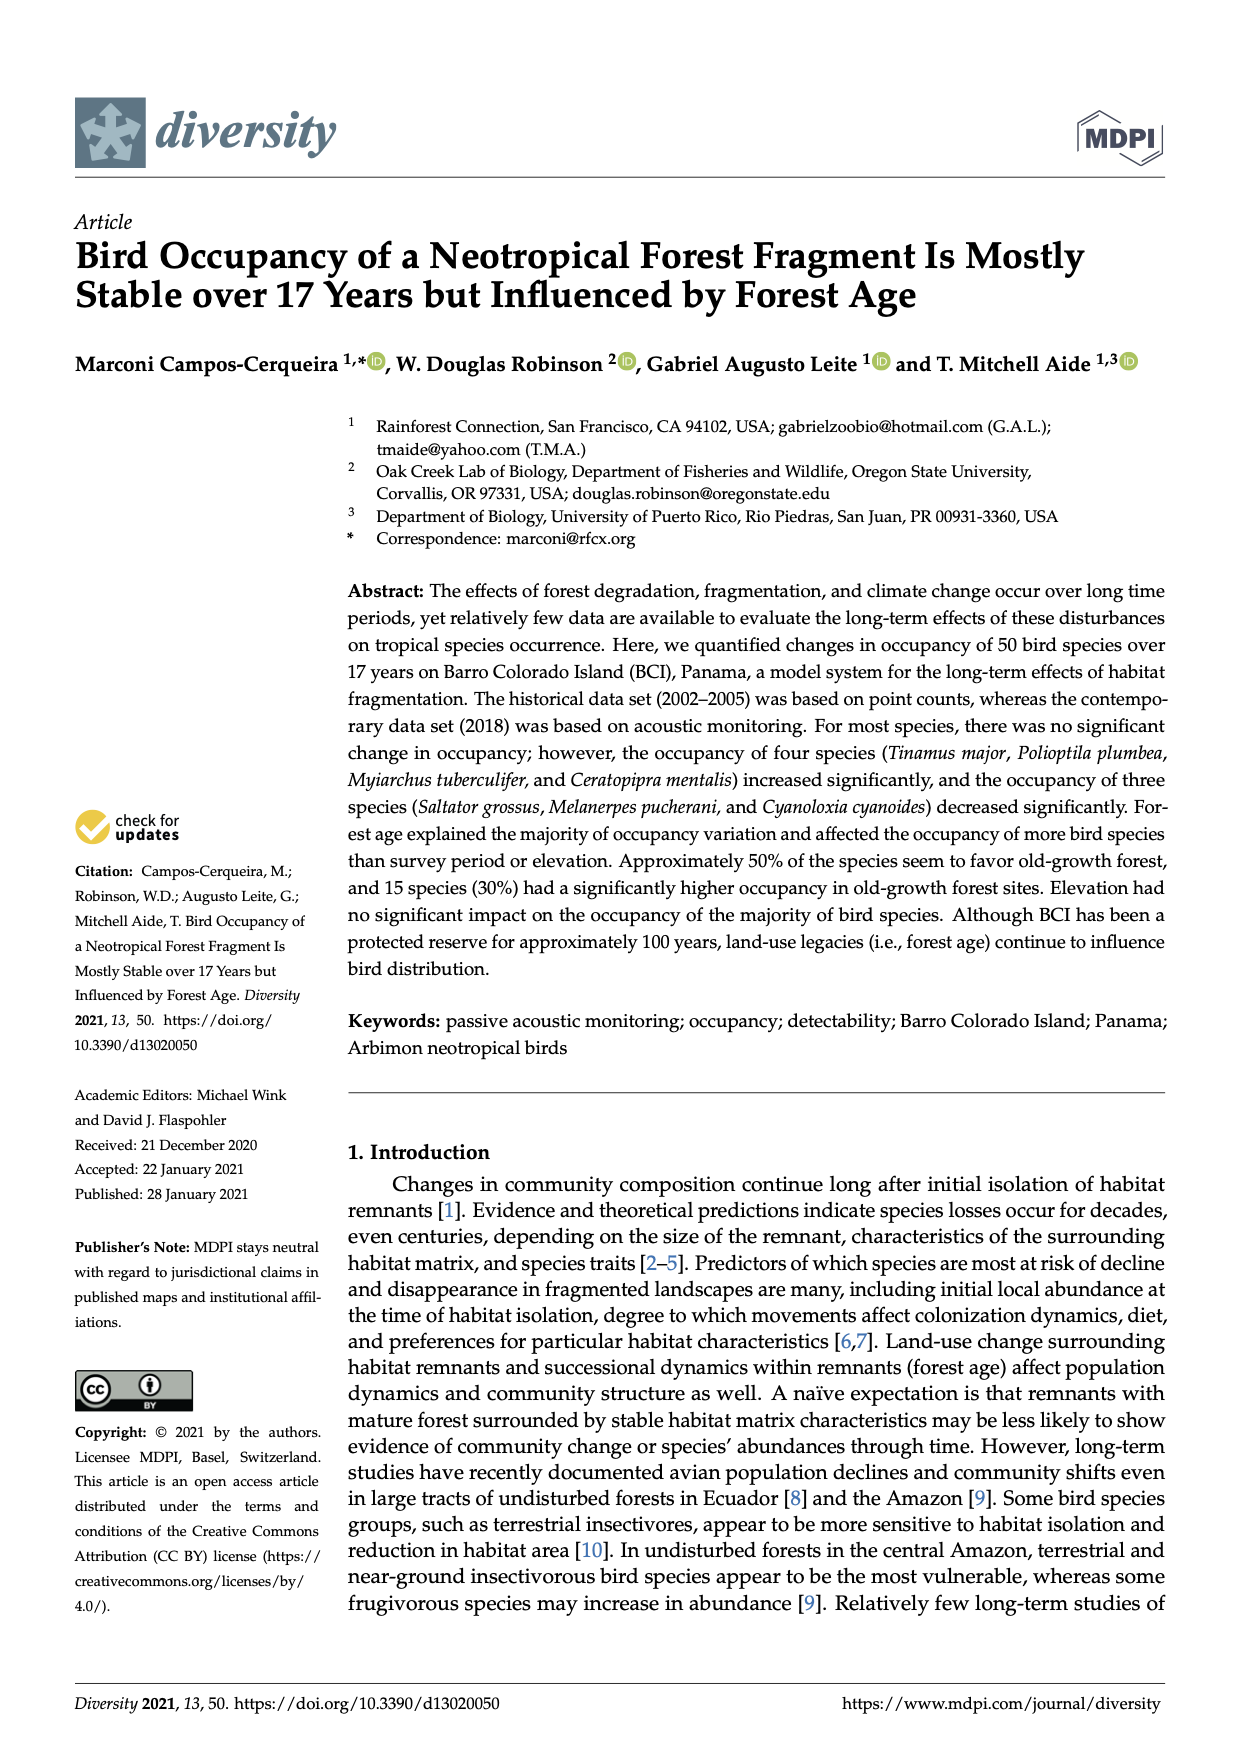 diversity
MDPI
Article
Bird Occupancy of a Neotropical Forest Fragment Is Mostly
Stable over 17 Years but Influenced by Forest Age
Marconi Campos-Cerqueira 1,* iD, W. Douglas Robinson 2 iD, Gabriel Augusto Leite 1 iD and T. Mitchell Aide 1,3 iD
1 Rainforest Connection, San Francisco, CA 94102, USA; gabrielzoobio@hotmail.com (G.A.L.);
tmaide@yahoo.com (T.M.A.)
2 Oak Creek Lab of Biology, Department of Fisheries and Wildlife, Oregon State University,
Corvallis, OR 97331, USA; douglas.robinson@oregonstate.edu
3 Department of Biology, University of Puerto Rico, Rio Piedras, San Juan, PR 00931-3360, USA
* Correspondence: marconi@rfcx.org
Abstract: The effects of forest degradation, fragmentation, and climate change occur over long time
periods, yet relatively few data are available to evaluate the long-term effects of these disturbances
on tropical species occurrence. Here, we quantified changes in occupancy of 50 bird species over
17 years on Barro Colorado Island (BCI), Panama, a model system for the long-term effects of habitat
fragmentation. The historical data set (2002–2005) was based on point counts, whereas the contempo-
rary data set (2018) was based on acoustic monitoring. For most species, there was no significant
change in occupancy; however, the occupancy of four species (Tinamus major, Polioptila plumbea,
Myiarchus tuberculifer, and Ceratopipra mentalis) increased significantly, and the occupancy of three
species (Saltator grossus, Melanerpes pucherani, and Cyanoloxia cyanoides) decreased significantly. For-
est age explained the majority of occupancy variation and affected the occupancy of more bird species
than survey period or elevation. Approximately 50% of the species seem to favor old-growth forest,
and 15 species (30%) had a significantly higher occupancy in old-growth forest sites. Elevation had
no significant impact on the occupancy of the majority of bird species. Although BCI has been a
protected reserve for approximately 100 years, land-use legacies (i.e., forest age) continue to influence
bird distribution.
Keywords: passive acoustic monitoring; occupancy; detectability; Barro Colorado Island; Panama;
Arbimon neotropical birds
check for
updates
Citation: Campos-Cerqueira, M.;
Robinson, W.D.; Augusto Leite, G.;
Mitchell Aide, T. Bird Occupancy of
a Neotropical Forest Fragment Is
Mostly Stable over 17 Years but
Influenced by Forest Age. Diversity
2021, 13, 50. https://doi.org/
10.3390/d13020050
Academic Editors: Michael Wink
and David J. Flaspohler
Received: 21 December 2020
Accepted: 22 January 2021
Published: 28 January 2021
Publisher's Note: MDPI stays neutral
with regard to jurisdictional claims in
published maps and institutional affil-
iations.
cc BY
Copyright: © 2021 by the authors.
Licensee MDPI, Basel, Switzerland.
This article is an open access article
distributed under the terms and
conditions of the Creative Commons
Attribution (CC BY) license (https://
creativecommons.org/licenses/by/
4.0/).
1. Introduction
Changes in community composition continue long after initial isolation of habitat
remnants [1]. Evidence and theoretical predictions indicate species losses occur for decades,
even centuries, depending on the size of the remnant, characteristics of the surrounding
habitat matrix, and species traits [2–5]. Predictors of which species are most at risk of decline
and disappearance in fragmented landscapes are many, including initial local abundance at
the time of habitat isolation, degree to which movements affect colonization dynamics, diet,
and preferences for particular habitat characteristics [6,7]. Land-use change surrounding
habitat remnants and successional dynamics within remnants (forest age) affect population
dynamics and community structure as well. A naïve expectation is that remnants with
mature forest surrounded by stable habitat matrix characteristics may be less likely to show
evidence of community change or species' abundances through time. However, long-term
studies have recently documented avian population declines and community shifts even
in large tracts of undisturbed forests in Ecuador [8] and the Amazon [9]. Some bird species
groups, such as terrestrial insectivores, appear to be more sensitive to habitat isolation and
reduction in habitat area [10]. In undisturbed forests in the central Amazon, terrestrial and
near-ground insectivorous bird species appear to be the most vulnerable, whereas some
frugivorous species may increase in abundance [9]. Relatively few long-term studies of
Diversity 2021, 13, 50. https://doi.org/10.3390/d13020050
https://www.mdpi.com/journal/diversity